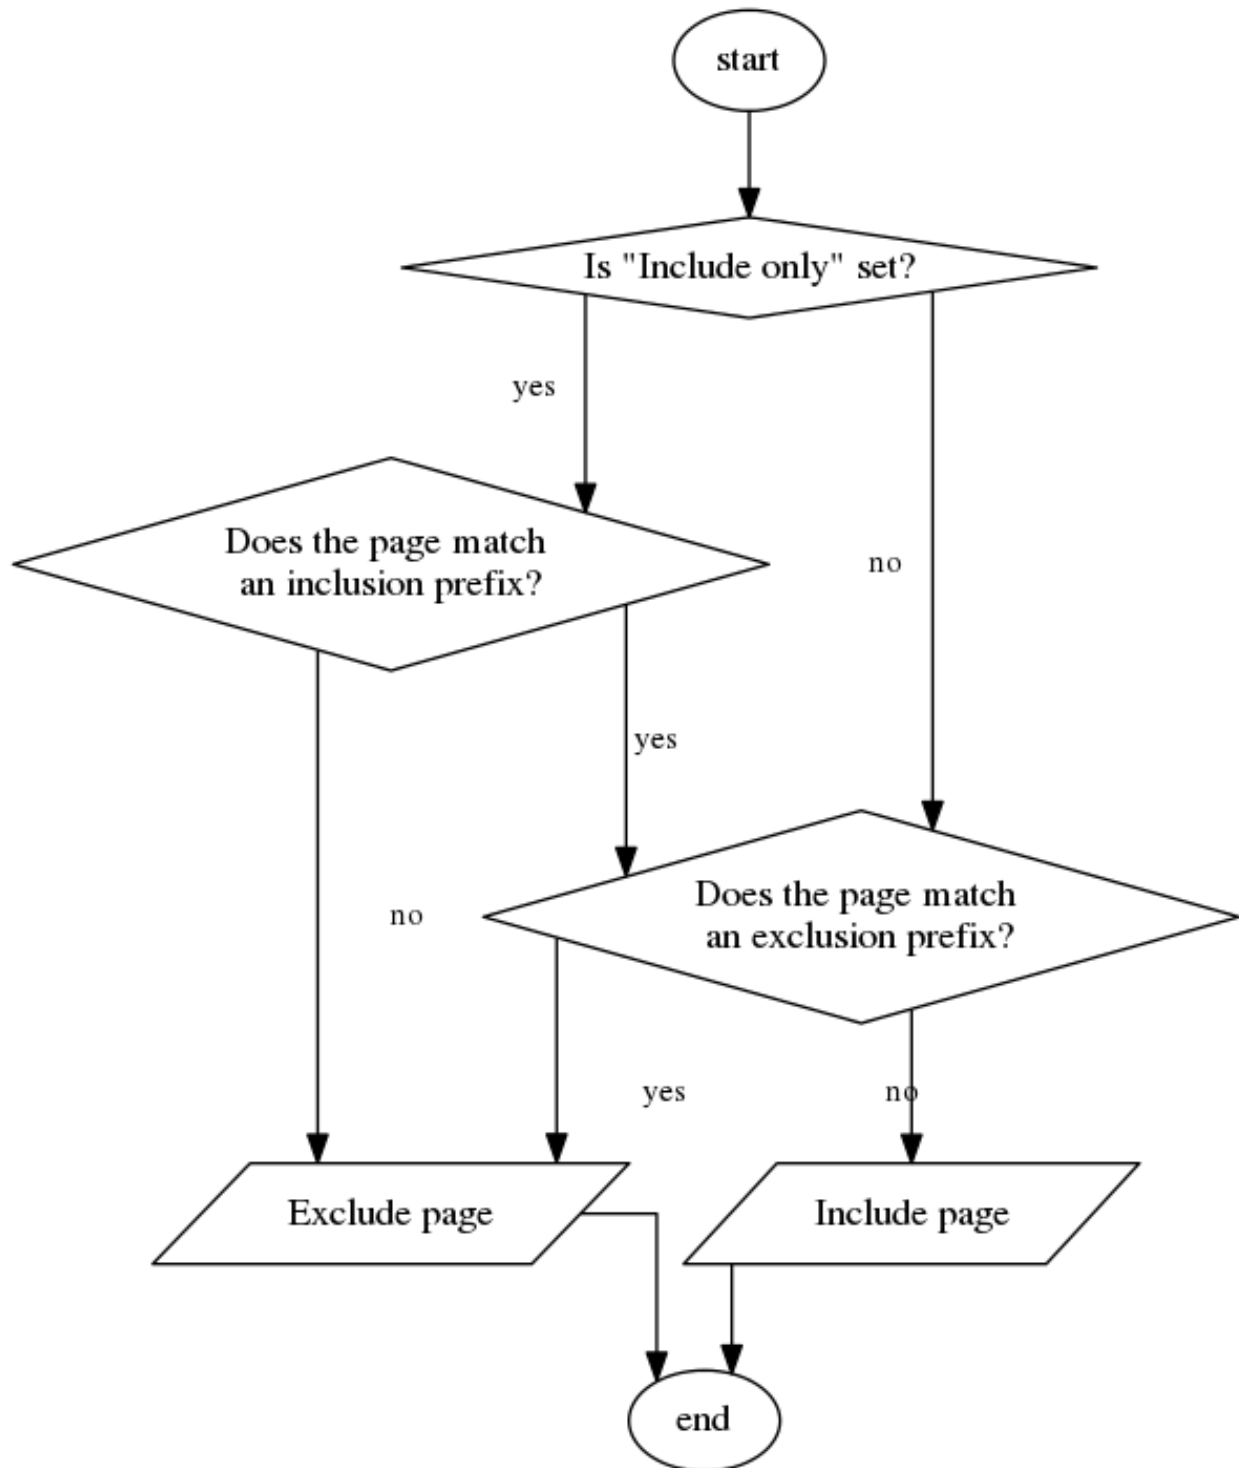 start
Is "Include only" set?
yes
Does the page match
an inclusion prefix?
no
yes
Does the page match
an exclusion prefix?
no
yes
no
Exclude page
Include page
end